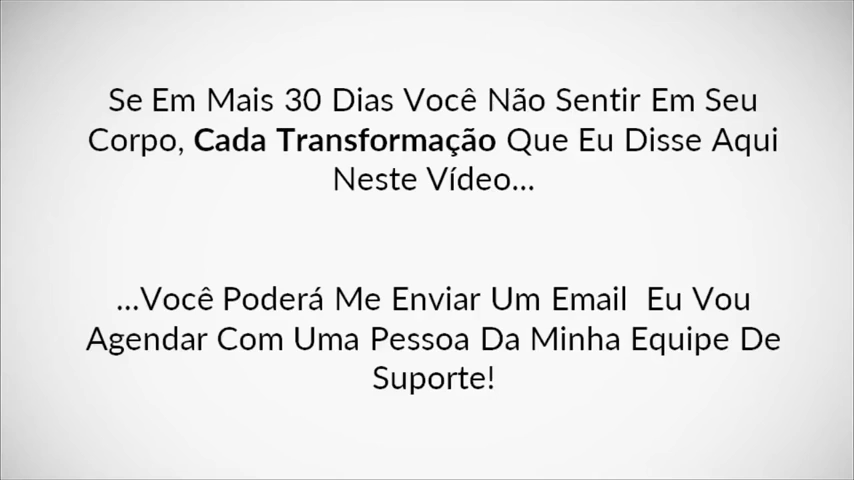 Se Em Mais 30 Dias Você Não Sentir Em Seu
Corpo, Cada Transformação Que Eu Disse Aqui
Neste Vídeo...
...Você Poderá Me Enviar Um Email  Eu Vou
Agendar Com Uma Pessoa Da Minha Equipe De
Suporte!